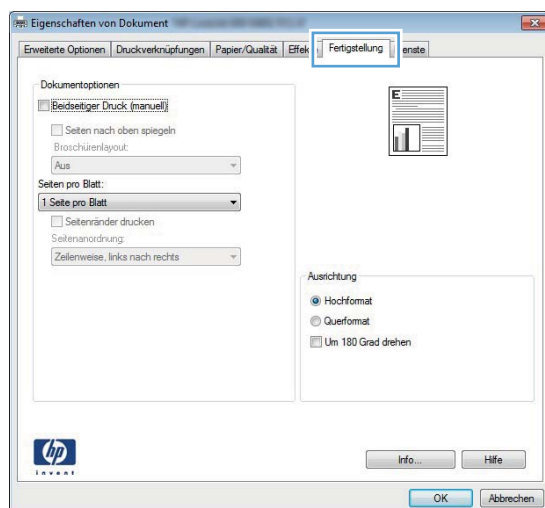 Eigenschaften von Dokument
Erweiterte Optionen Druckverknüpfungen Papier/Qualität Effekte Fertigstellung enste
Dokumentoptionen
Beidseitiger Druck (manuell)
Seiten nach oben spiegeln
Broschürenlayout:
Aus
Seiten pro Blatt:
1 Seite pro Blatt
Seitenränder drucken
Seitenanordnung:
Zeilenweise, links nach rechts
E
Ausrichtung
Hochformat
Querformat
Um 180 Grad drehen
hp
invent
Info... Hilfe
OK Abbrechen